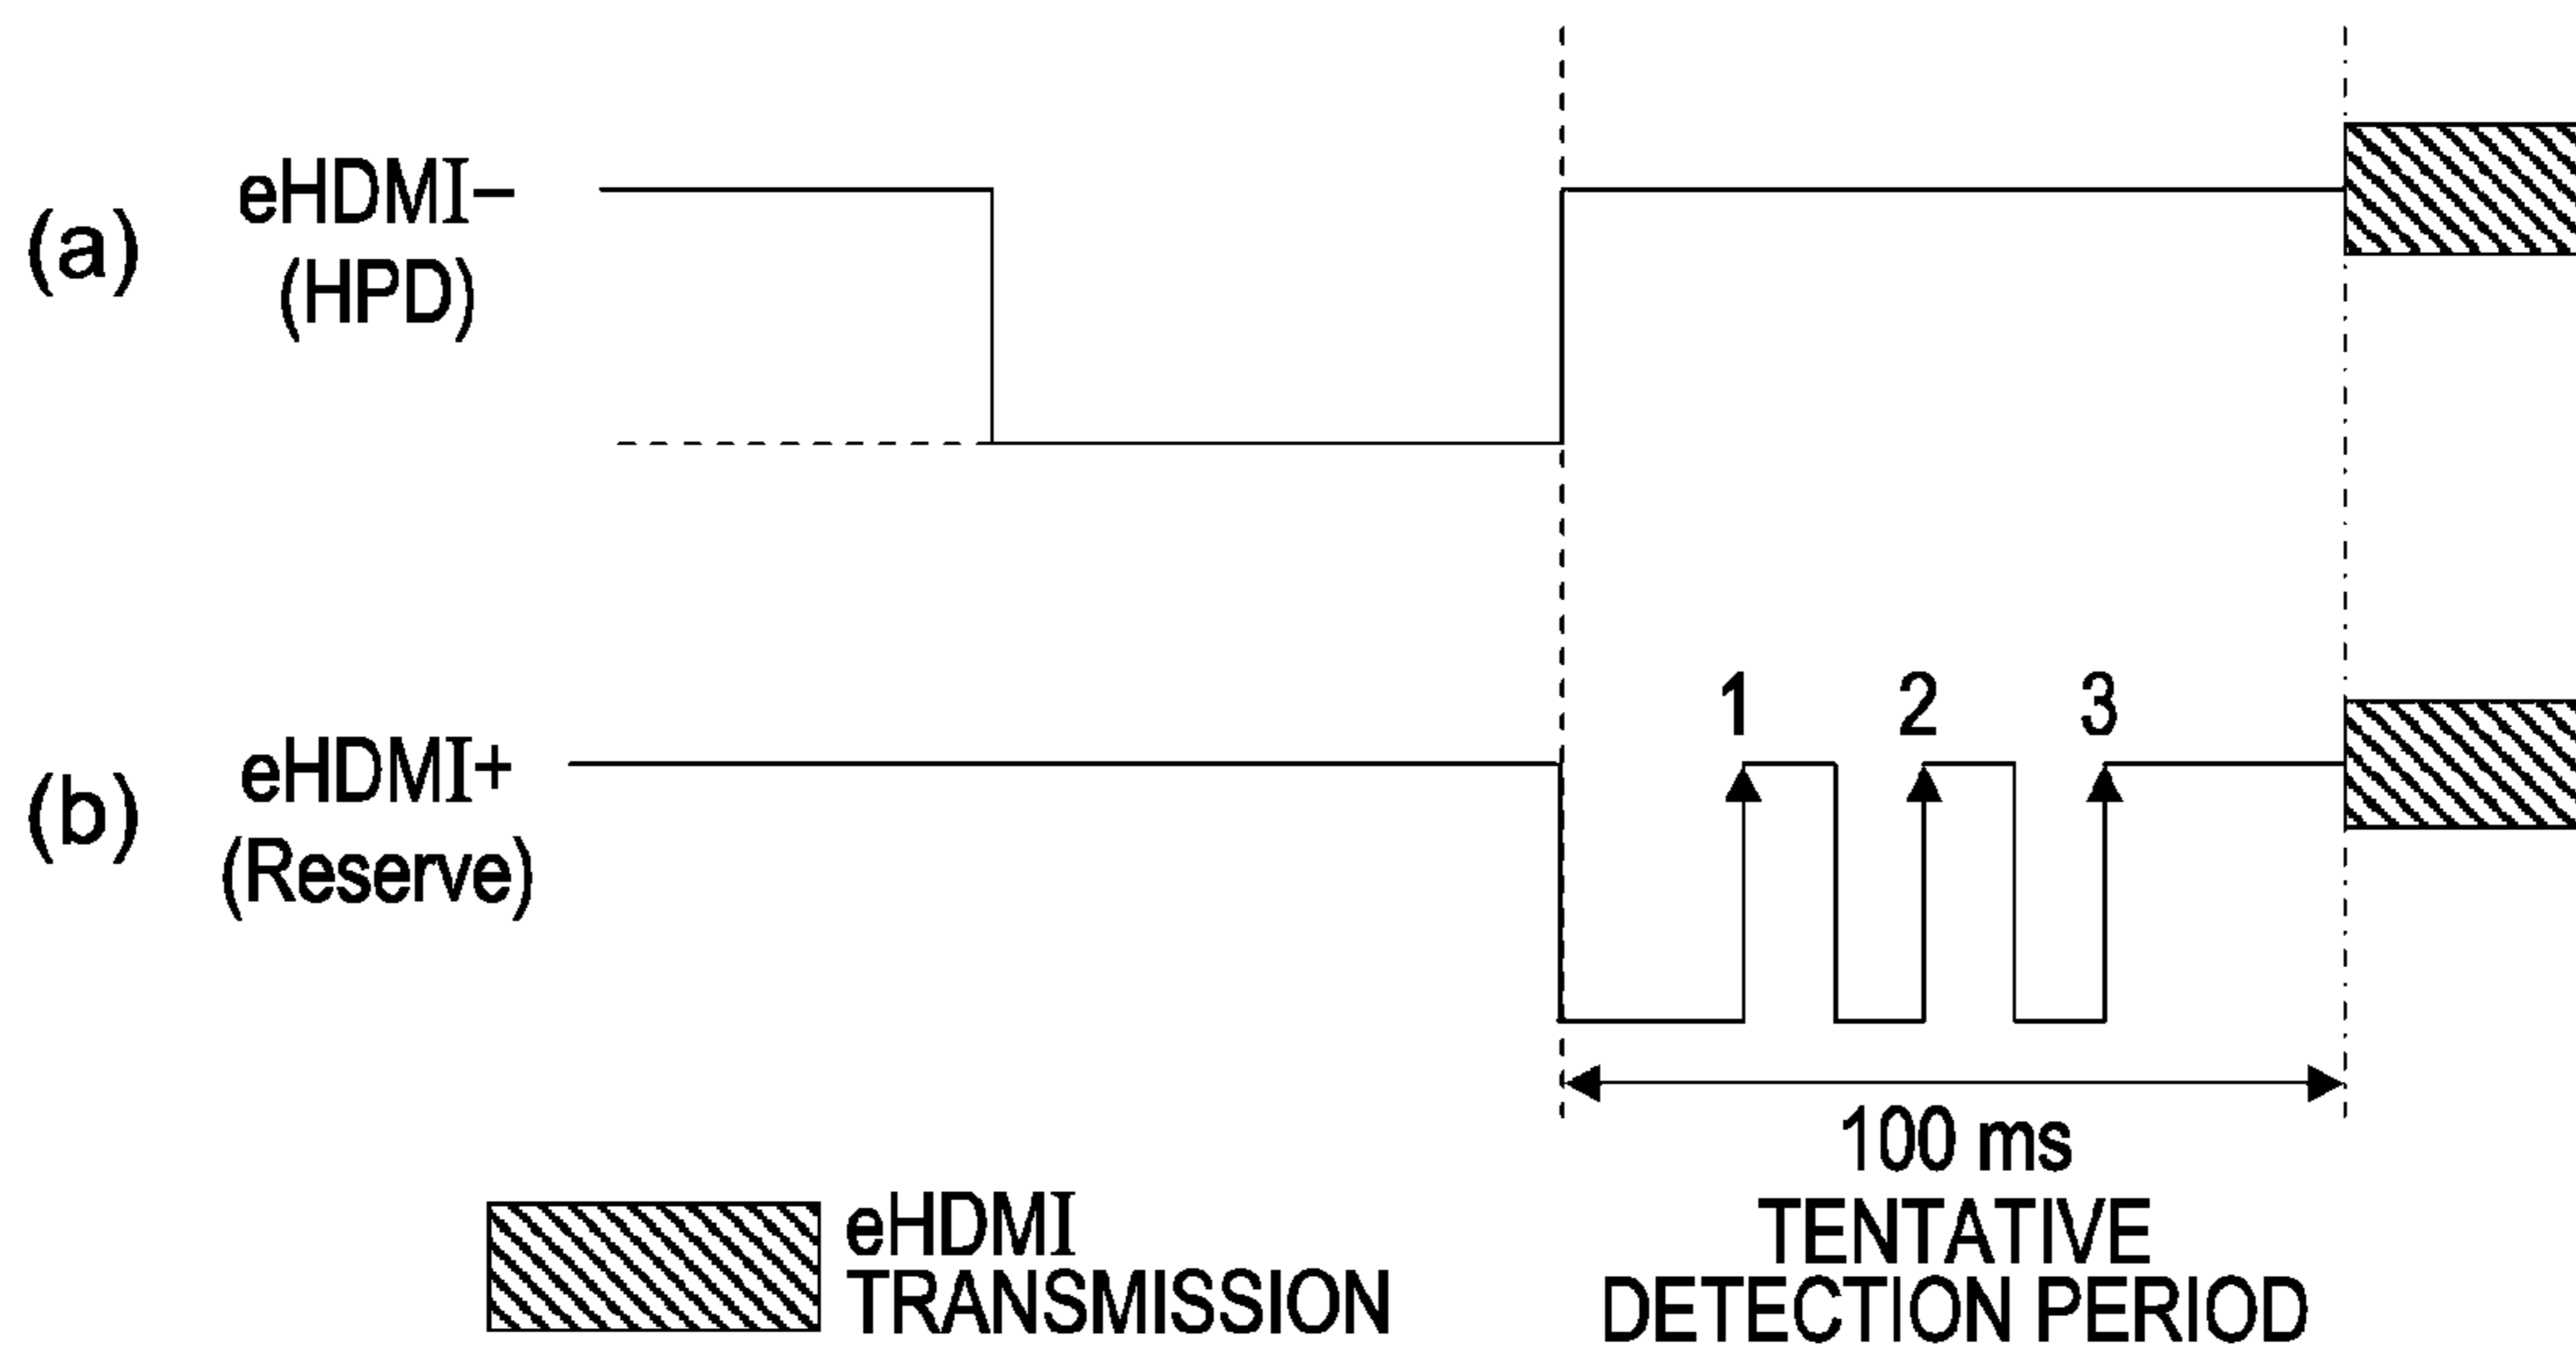 (a)
eHDMI−
(HPD)
1 2 3
(b)
eHDMI+
(Reserve)
100 ms
TENTATIVE
DETECTION PERIOD
eHDMI
TRANSMISSION